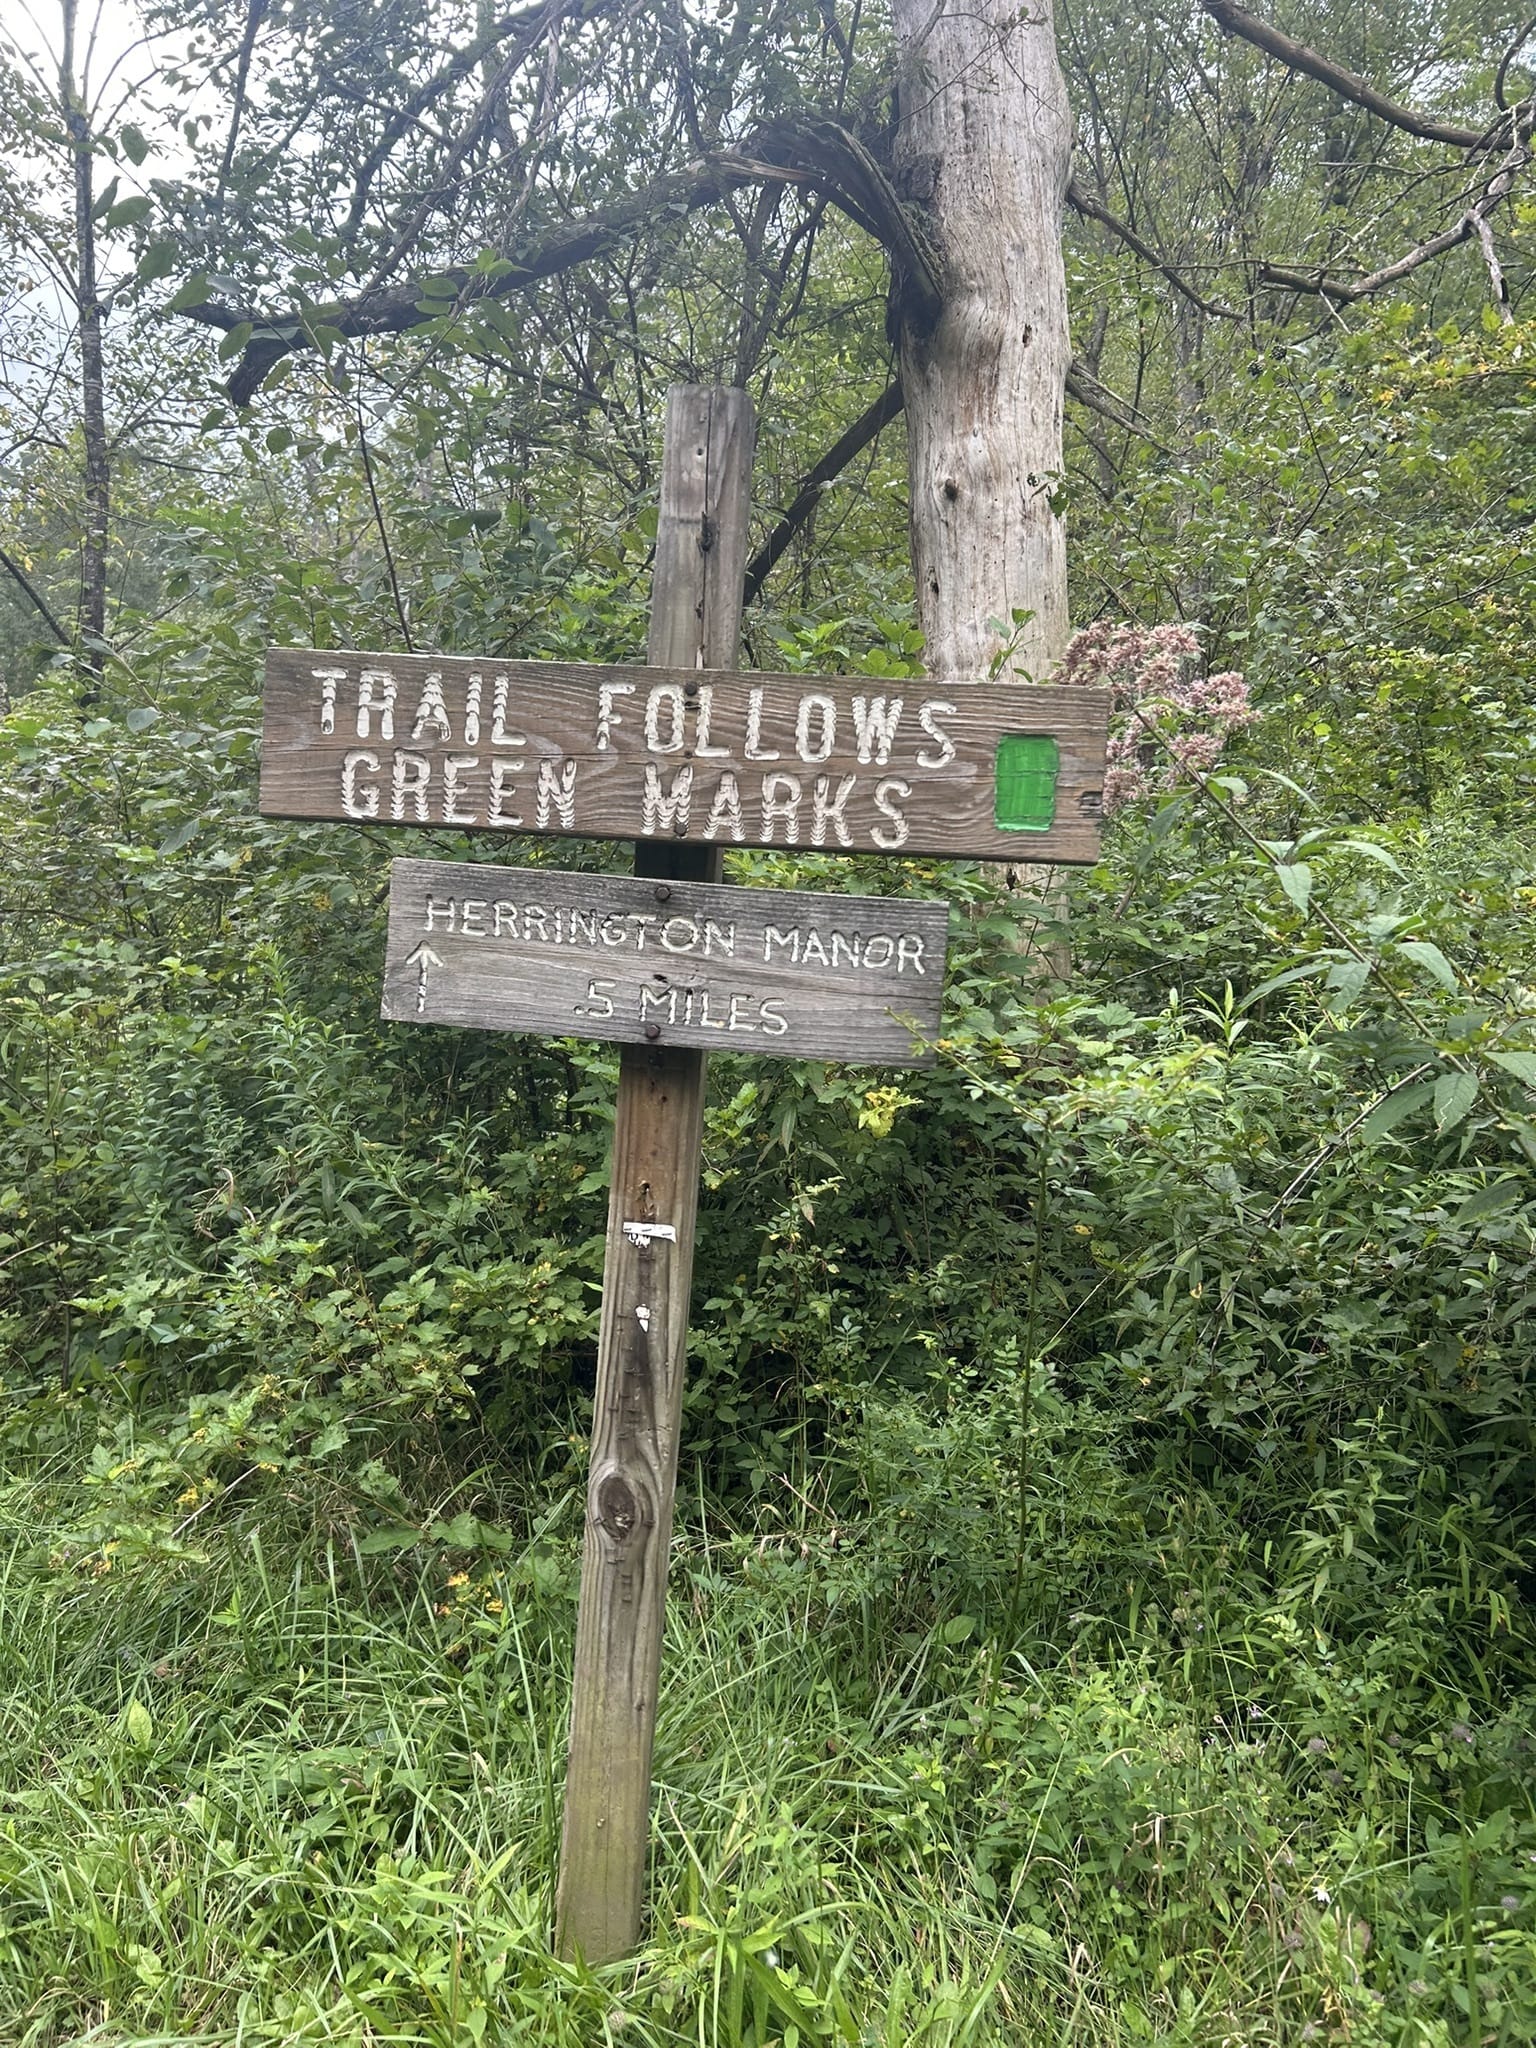 TRAIL FOLLOWS
GREEN MARKS
HERRINGTON MANOR
.5 MILES